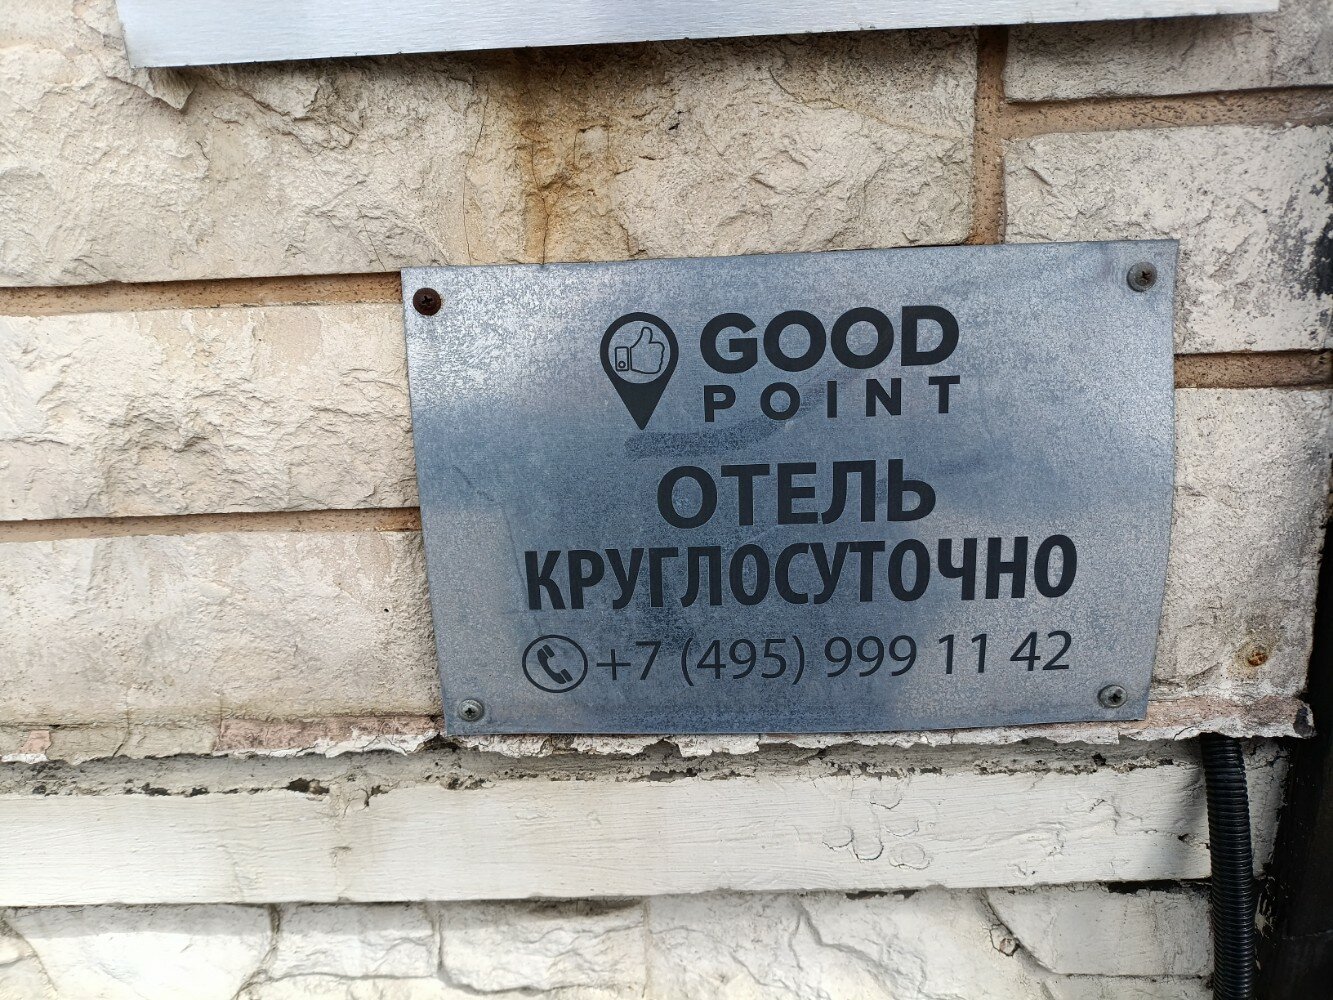 GOOD
POINT
ОТЕЛЬ
КРУГЛОСУТОЧНО
+7 (495) 999 11 42